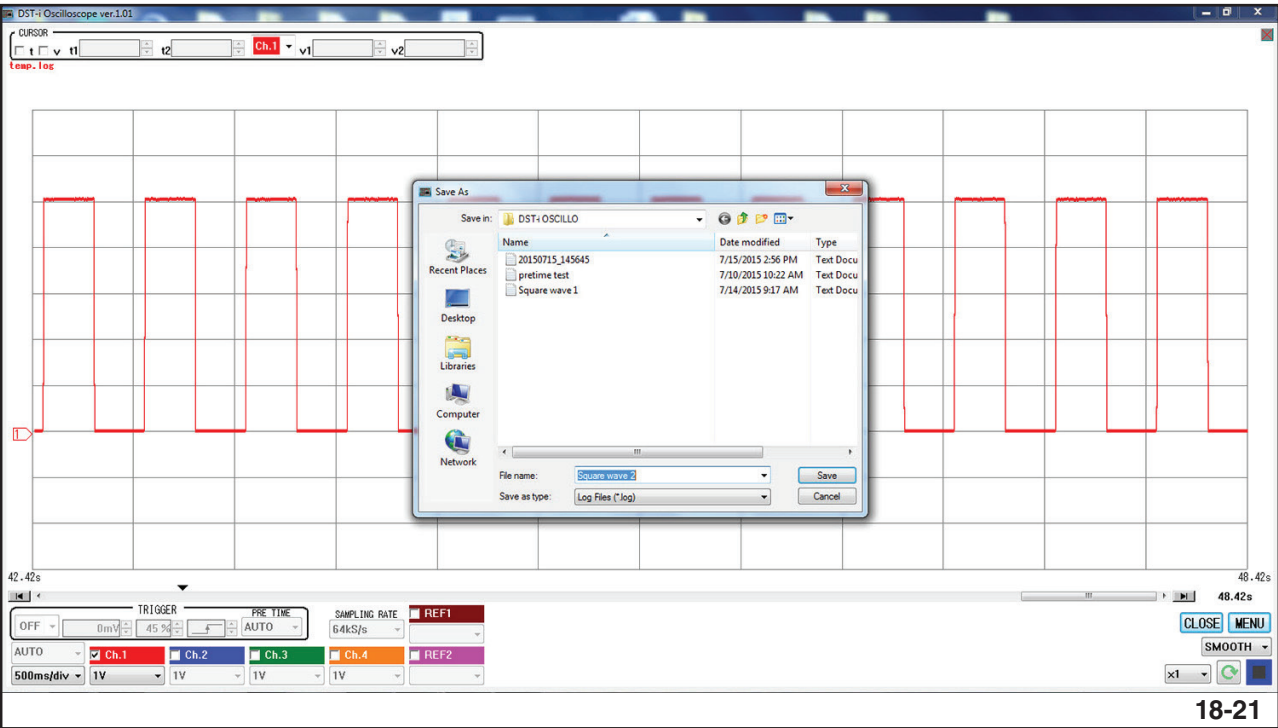 DST-i Oscilloscope ver.1.01
CURSOR
t v t1 t2 Ch.1 v1 v2
temp.log
Save As
Save in: DST-i OSCILLO
Name Date modified Type
20150715_145645 7/15/2015 2:56 PM Text Docu
pretime test 7/10/2015 10:22 AM Text Docu
Square wave 1 7/14/2015 9:17 AM Text Docu
Recent Places
Desktop
Libraries
Computer
Network
File name: Square wave 2 Save
Save as type: Log Files (*.log) Cancel
1
42.42s 48.42s
48.42s
TRIGGER PRE TIME SAMPLING RATE REF1
OFF 0mV 45 % AUTO 64kS/s
CLOSE MENU
AUTO Ch.1 Ch.2 Ch.3 Ch.4 REF2
SMOOTH
500ms/div 1V 1V 1V 1V
x1
18-21